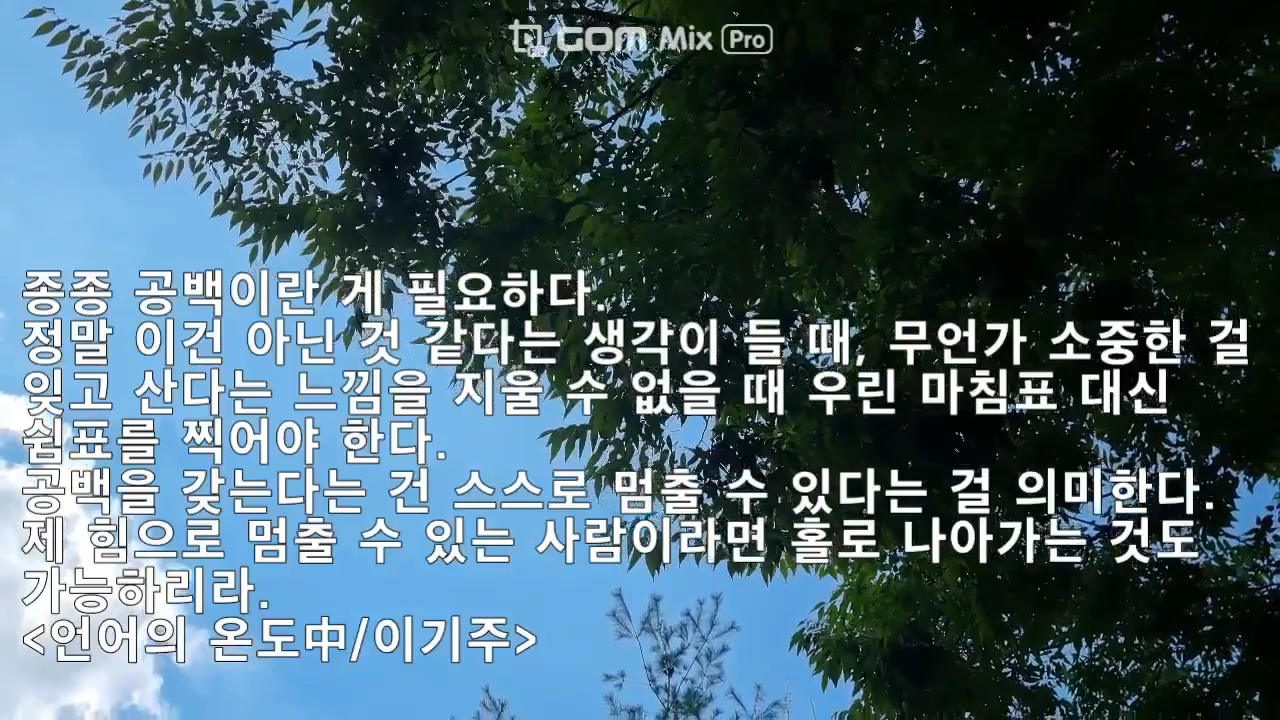 GOM Mix Pro
종종 공백이란 게 필요하다.
정말 이건 아닌 것 같다는 생각이 들 때, 무언가 소중한 걸
잊고 산다는 느낌을 지울 수 없을 때 우린 마침표 대신
쉼표를 찍어야 한다.
공백을 갖는다는 건 스스로 멈출 수 있다는 걸 의미한다.
제 힘으로 멈출 수 있는 사람이라면 홀로 나아가는 것도
가능하리라.
<언어의 온도中/이기주>